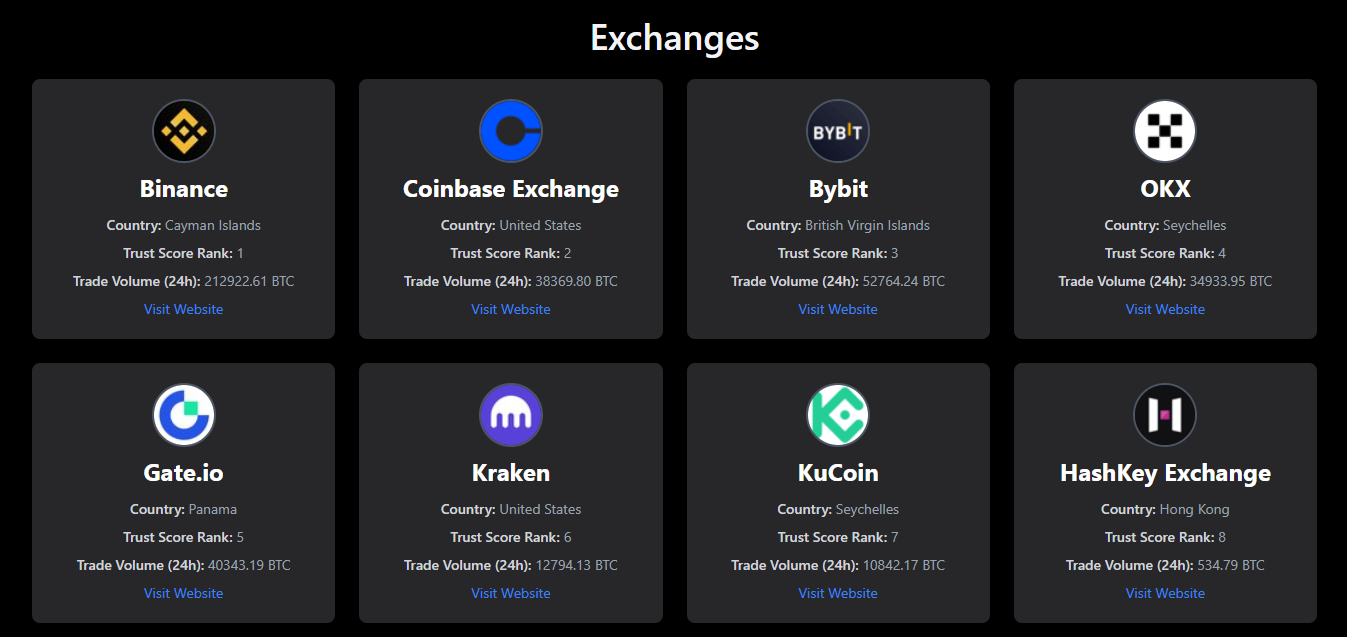 Exchanges
BYBIT
Binance
Coinbase Exchange
Bybit
OKX
Country: Cayman Islands
Country: United States
Country: British Virgin Islands
Country: Seychelles
Trust Score Rank: 1
Trust Score Rank: 2
Trust Score Rank: 3
Trust Score Rank: 4
Trade Volume (24h): 212922.61 BTC
Trade Volume (24h): 38369.80 BTC
Trade Volume (24h): 52764.24 BTC
Trade Volume (24h): 34933.95 BTC
Visit Website
Visit Website
Visit Website
Visit Website
Gate.io
Kraken
KuCoin
HashKey Exchange
Country: Panama
Country: United States
Country: Seychelles
Country: Hong Kong
Trust Score Rank: 5
Trust Score Rank: 6
Trust Score Rank: 7
Trust Score Rank: 8
Trade Volume (24h): 40343.19 BTC
Trade Volume (24h): 12794.13 BTC
Trade Volume (24h): 10842.17 BTC
Trade Volume (24h): 534.79 BTC
Visit Website
Visit Website
Visit Website
Visit Website